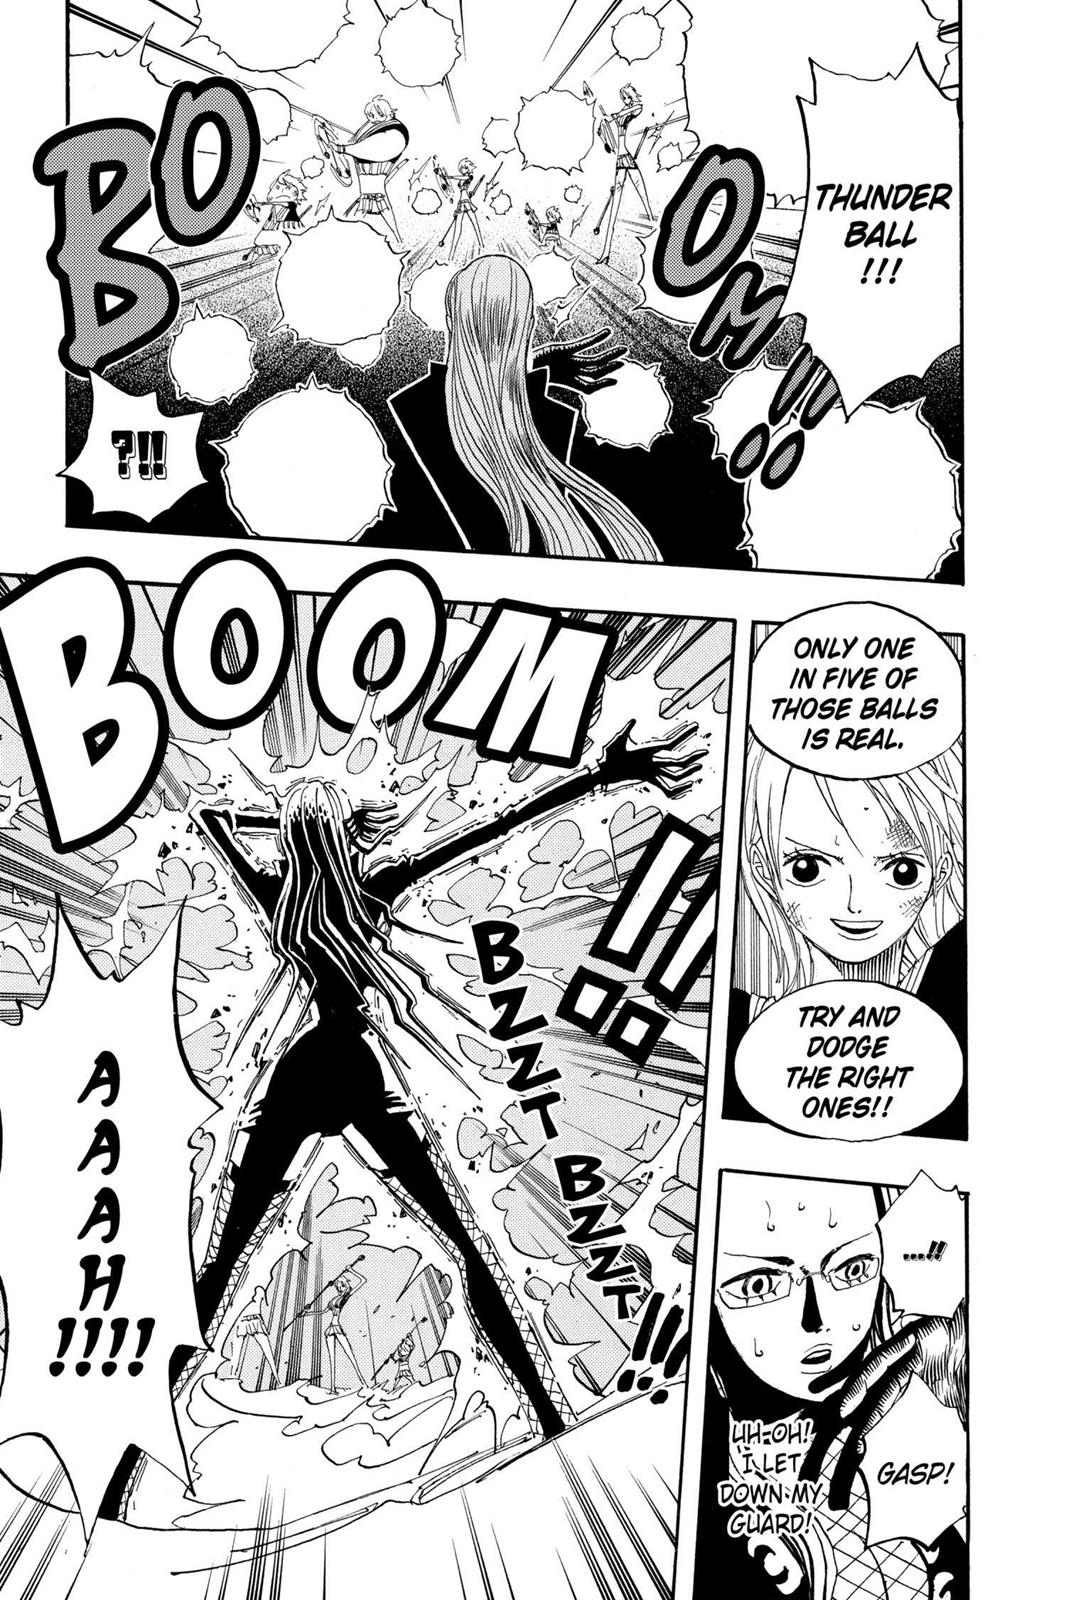 THUNDER
BALL
!!!
BOOM!!
?!!
ONLY ONE
IN FIVE OF
THOSE BALLS
IS REAL.
TRY AND
DODGE
THE RIGHT
ONES!!
BOOM!!
BZZT BZZT!!!
AAAH!!!!
...!!
GASP!
UH-OH!
I LET
DOWN MY
GUARD!